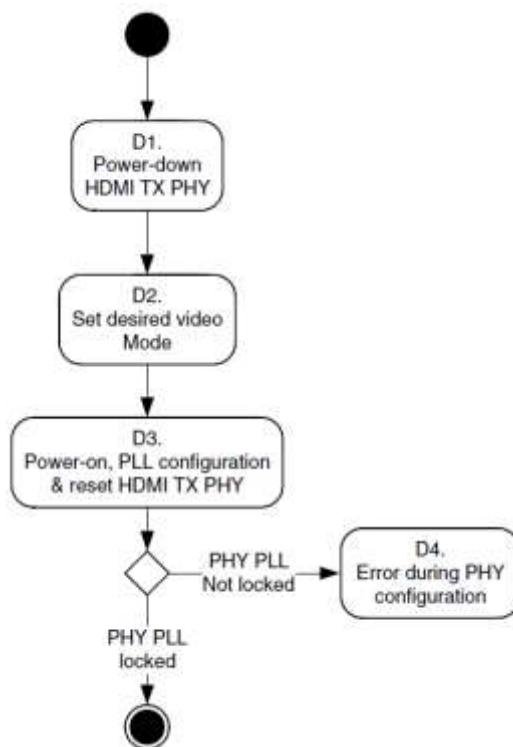 D1.
Power-down
HDMI TX PHY
D2.
Set desired video
Mode
D3.
Power-on, PLL configuration
& reset HDMI TX PHY
PHY PLL
Not locked
D4.
Error during PHY
configuration
PHY PLL
locked